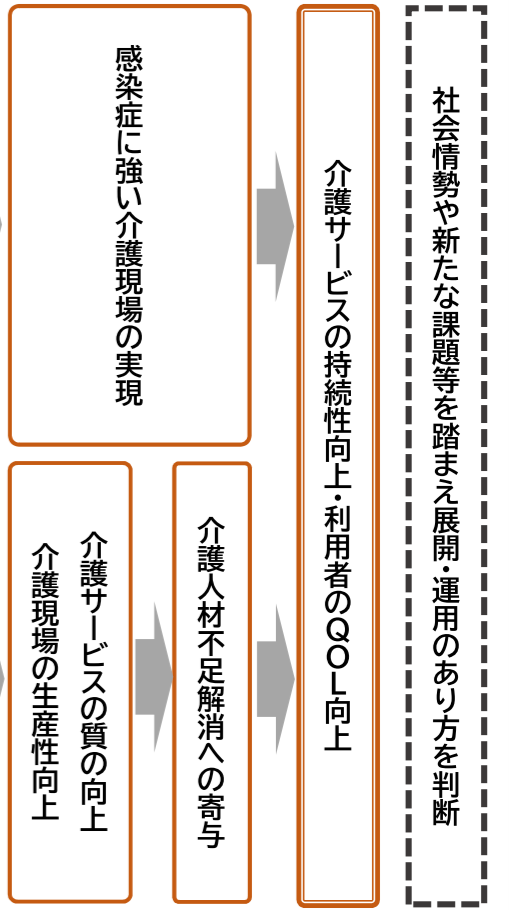 感染症に強い介護現場の実現
介護サービスの質の向上
介護現場の生産性向上
介護人材不足解消への寄与
介護サービスの持続性向上・利用者のQOL向上
社会情勢や新たな課題等を踏まえ展開・運用のあり方を判断